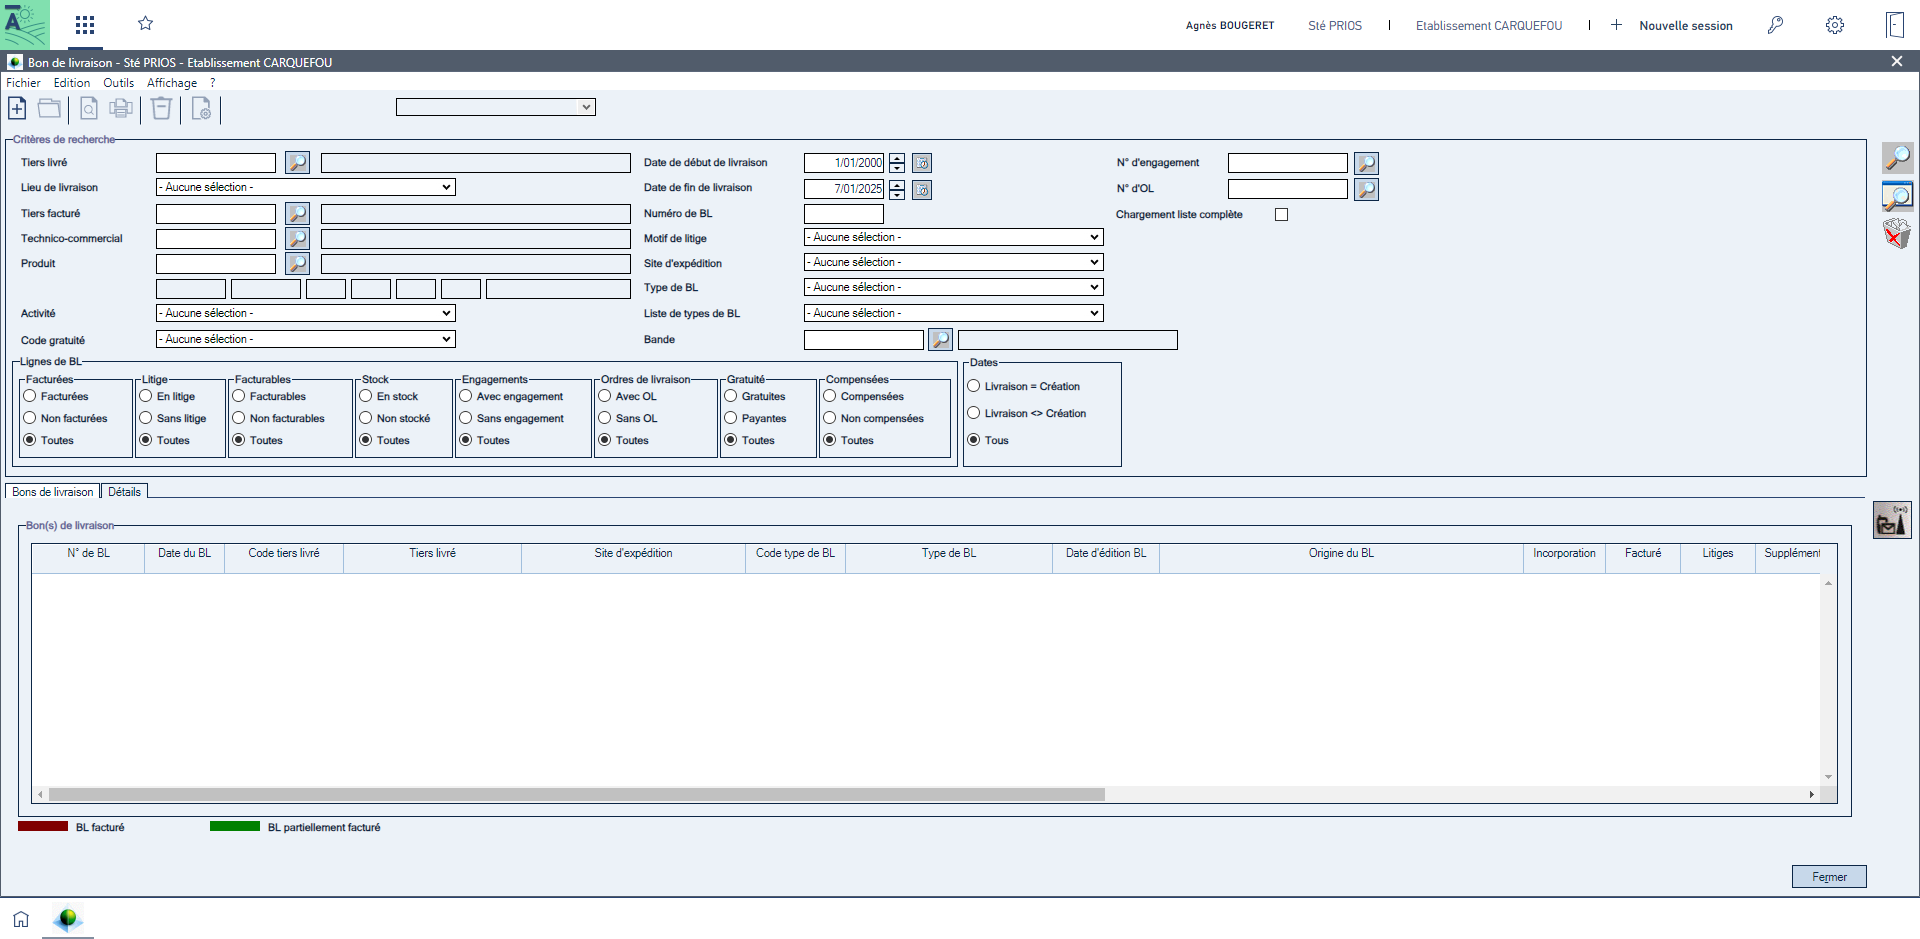 Agnès BOUGERET Sté PRIOS | Etablissement CARQUEFOU | + Nouvelle session
Bon de livraison - Sté PRIOS - Etablissement CARQUEFOU
Fichier Edition Outils Affichage ?
Critères de recherche
Tiers livré Date de début de livraison 1/01/2000 N° d'engagement
Lieu de livraison - Aucune sélection - Date de fin de livraison 7/01/2025 N° d'OL
Tiers facturé Numéro de BL Chargement liste complète
Technico-commercial Motif de litige - Aucune sélection -
Produit Site d'expédition - Aucune sélection -
Type de BL - Aucune sélection -
Activité - Aucune sélection - Liste de types de BL - Aucune sélection -
Code gratuité - Aucune sélection - Bande
Lignes de BL Dates
Facturées Litige Facturables Stock Engagements Ordres de livraison Gratuité Compensées
Facturées En litige Facturables En stock Avec engagement Avec OL Gratuites Compensées Livraison = Création
Non facturées Sans litige Non facturables Non stocké Sans engagement Sans OL Payantes Non compensées Livraison <> Création
Toutes Toutes Toutes Toutes Toutes Toutes Toutes Toutes Tous
Bons de livraison Détails
Bon(s) de livraison
N° de BL Date du BL Code tiers livré Tiers livré Site d'expédition Code type de BL Type de BL Date d'édition BL Origine du BL Incorporation Facturé Litiges Supplément
BL facturé BL partiellement facturé
Fermer